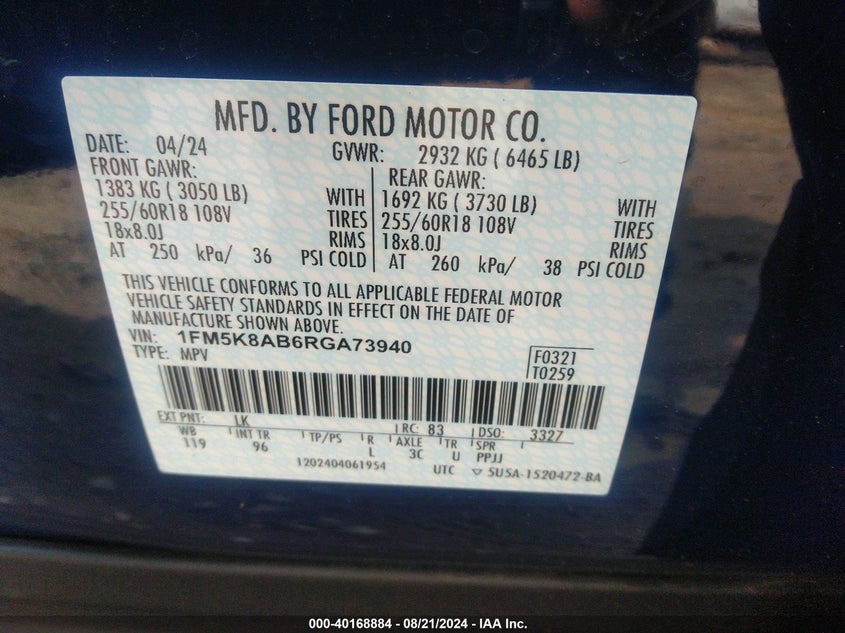 MFD. BY FORD MOTOR CO.
DATE: 04/24 GVWR: 2932 KG ( 6465 LB)
FRONT GAWR: REAR GAWR:
1383 KG ( 3050 LB) WITH 1692 KG ( 3730 LB) WITH
255/60R18 108V TIRES 255/60R18 108V TIRES
18x8.0J RIMS 18x8.0J RIMS
AT 250 kPa/ 36 PSI COLD AT 260 kPa/ 38 PSI COLD
THIS VEHICLE CONFORMS TO ALL APPLICABLE FEDERAL MOTOR
VEHICLE SAFETY STANDARDS IN EFFECT ON THE DATE OF
MANUFACTURE SHOWN ABOVE.
VIN: 1FM5K8AB6RGA73940
TYPE: MPV
F0321
T0259
EXT PNT: LK RC: 83 DSO: 3327
WB INT TR TP/PS R AXLE TR SPR
119 96 L 3C U PPJJ
1202404061954 UTC ▽ 5U5A-1520472-BA
000-40168884 - 08/21/2024 - IAA Inc.